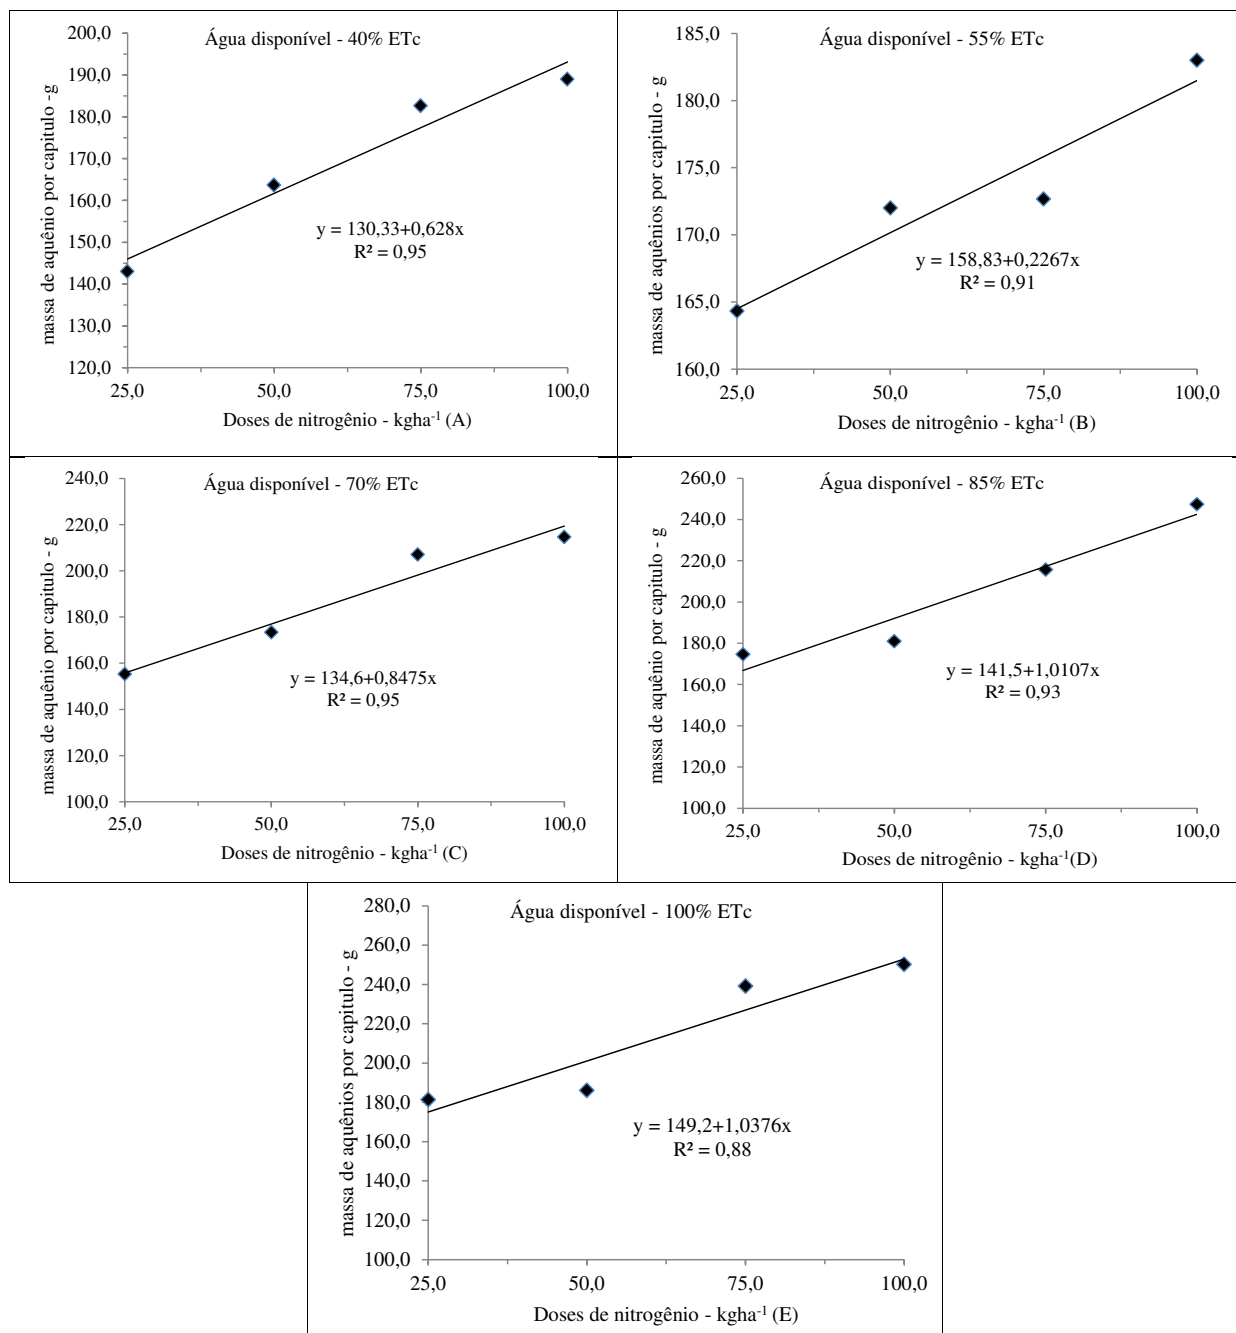 Água disponível - 40% ETc
massa de aquênio por capitulo -g
200,0
190,0
180,0
170,0
160,0
150,0
140,0
130,0
120,0
y = 130,33+0,628x
R² = 0,95
25,0 50,0 75,0 100,0
Doses de nitrogênio - kgha⁻¹ (A)
Água disponível - 55% ETc
massa de aquênios por capitulo - g
185,0
180,0
175,0
170,0
165,0
160,0
y = 158,83+0,2267x
R² = 0,91
25,0 50,0 75,0 100,0
Doses de nitrogênio - kgha⁻¹ (B)
Água disponível - 70% ETc
massa de aquênio por capitulo - g
240,0
220,0
200,0
180,0
160,0
140,0
120,0
100,0
y = 134,6+0,8475x
R² = 0,95
25,0 50,0 75,0 100,0
Doses de nitrogênio - kgha⁻¹ (C)
Água disponível - 85% ETc
massa de aquênio por capitulo - g
260,0
240,0
220,0
200,0
180,0
160,0
140,0
120,0
100,0
y = 141,5+1,0107x
R² = 0,93
25,0 50,0 75,0 100,0
Doses de nitrogênio - kgha⁻¹(D)
Água disponível - 100% ETc
massa de aquênios por capitulo - g
280,0
260,0
240,0
220,0
200,0
180,0
160,0
140,0
120,0
100,0
y = 149,2+1,0376x
R² = 0,88
25,0 50,0 75,0 100,0
Doses de nitrogênio - kgha⁻¹ (E)